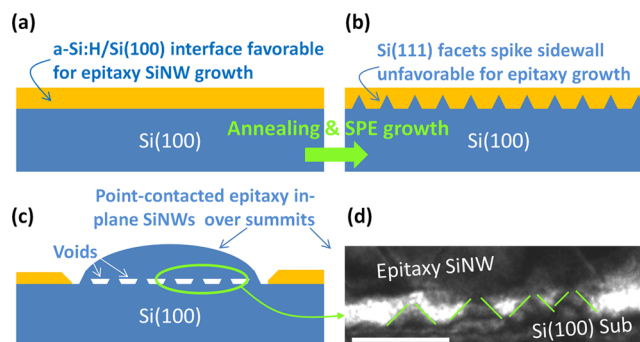 (a)
a-Si:H/Si(100) interface favorable
for epitaxy SiNW growth
Si(100)
(b)
Si(111) facets spike sidewall
unfavorable for epitaxy growth
Si(100)
Annealing & SPE growth
(c)
Point-contacted epitaxy in-
plane SiNWs over summits
Voids
Si(100)
(d)
Epitaxy SiNW
Si(100) Sub